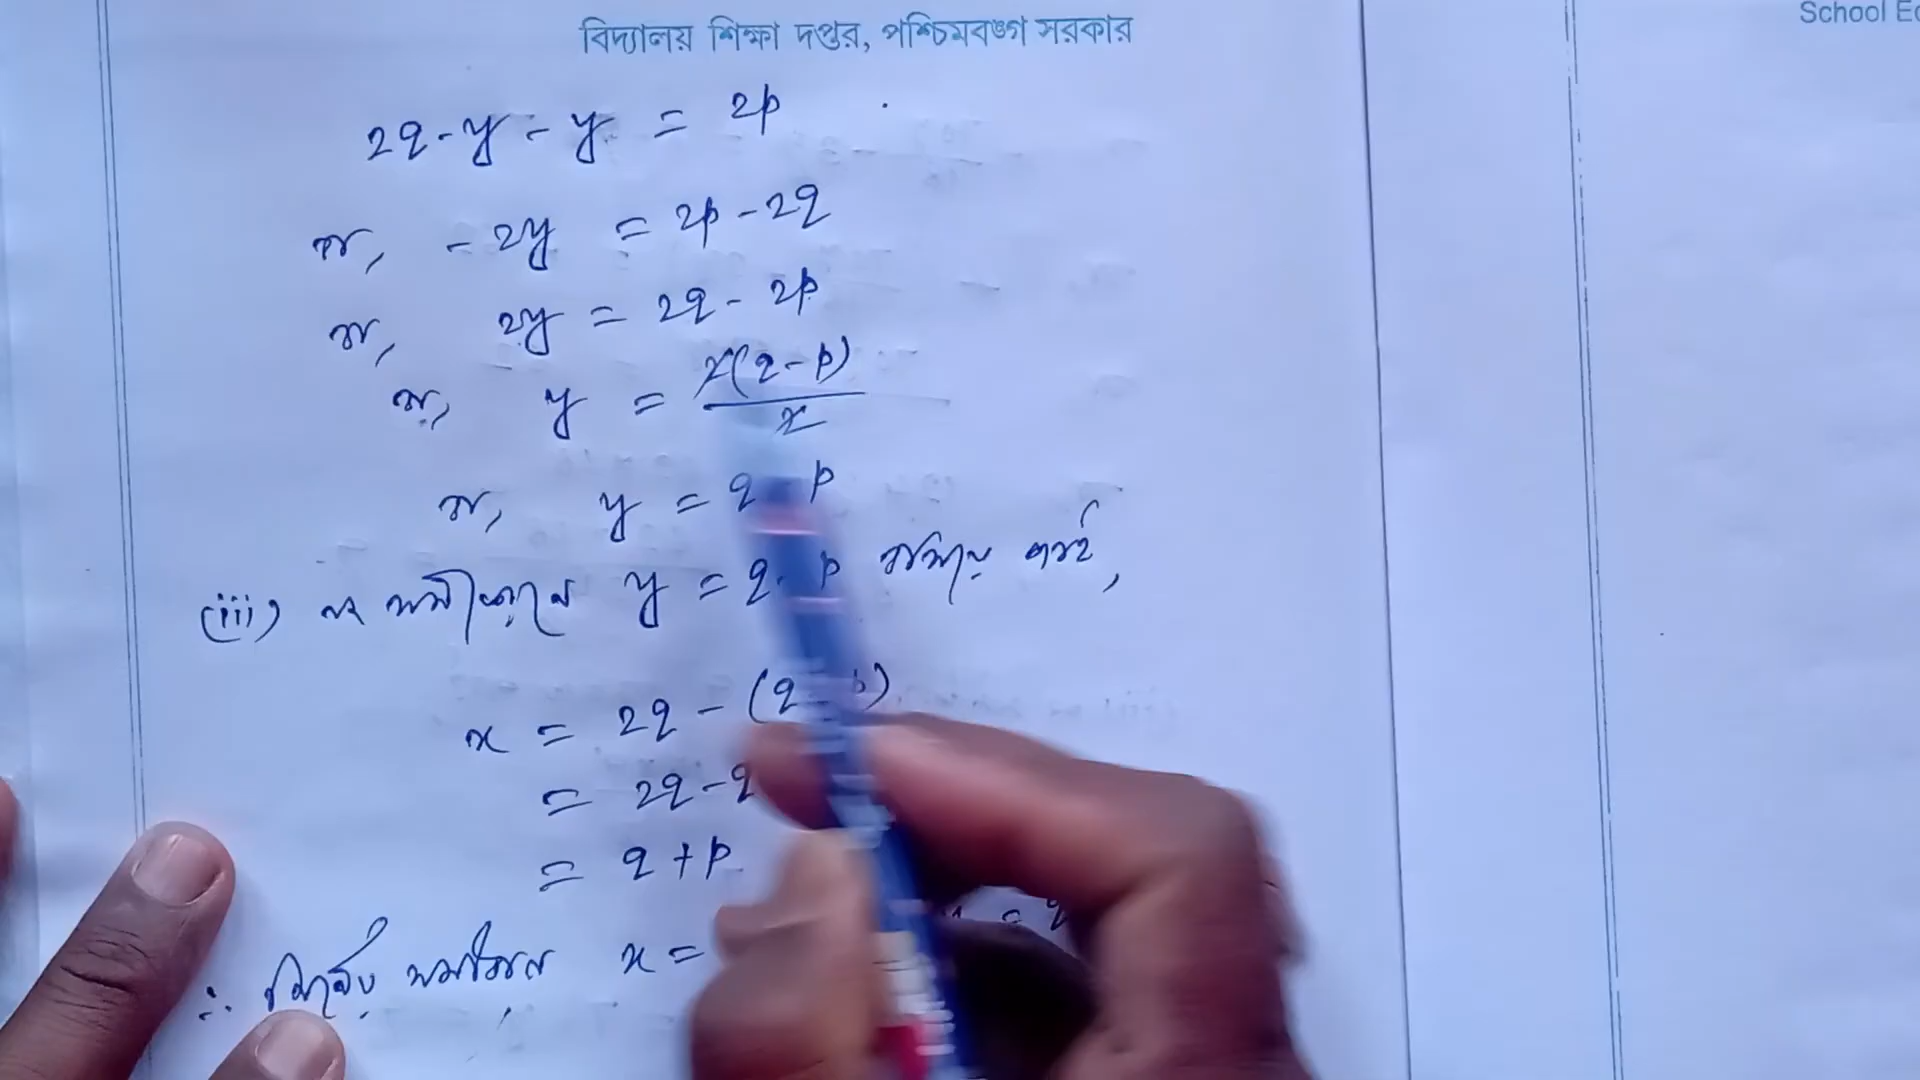 বিদ্যালয় শিক্ষা দপ্তর, পশ্চিমবঙ্গ সরকার
School Ed
2q - y - y = 2p
বা, - 2y = 2p - 2q
বা, 2y = 2q - 2p
বা, y = 2(q - p) / 2
বা, y = q - p
(iii) নং সমীকরণে y = q - p বসিয়ে পাই,
x = 2q - (q - p)
= 2q - q
= q + p
∴ নির্ণেয় সমাধান x =